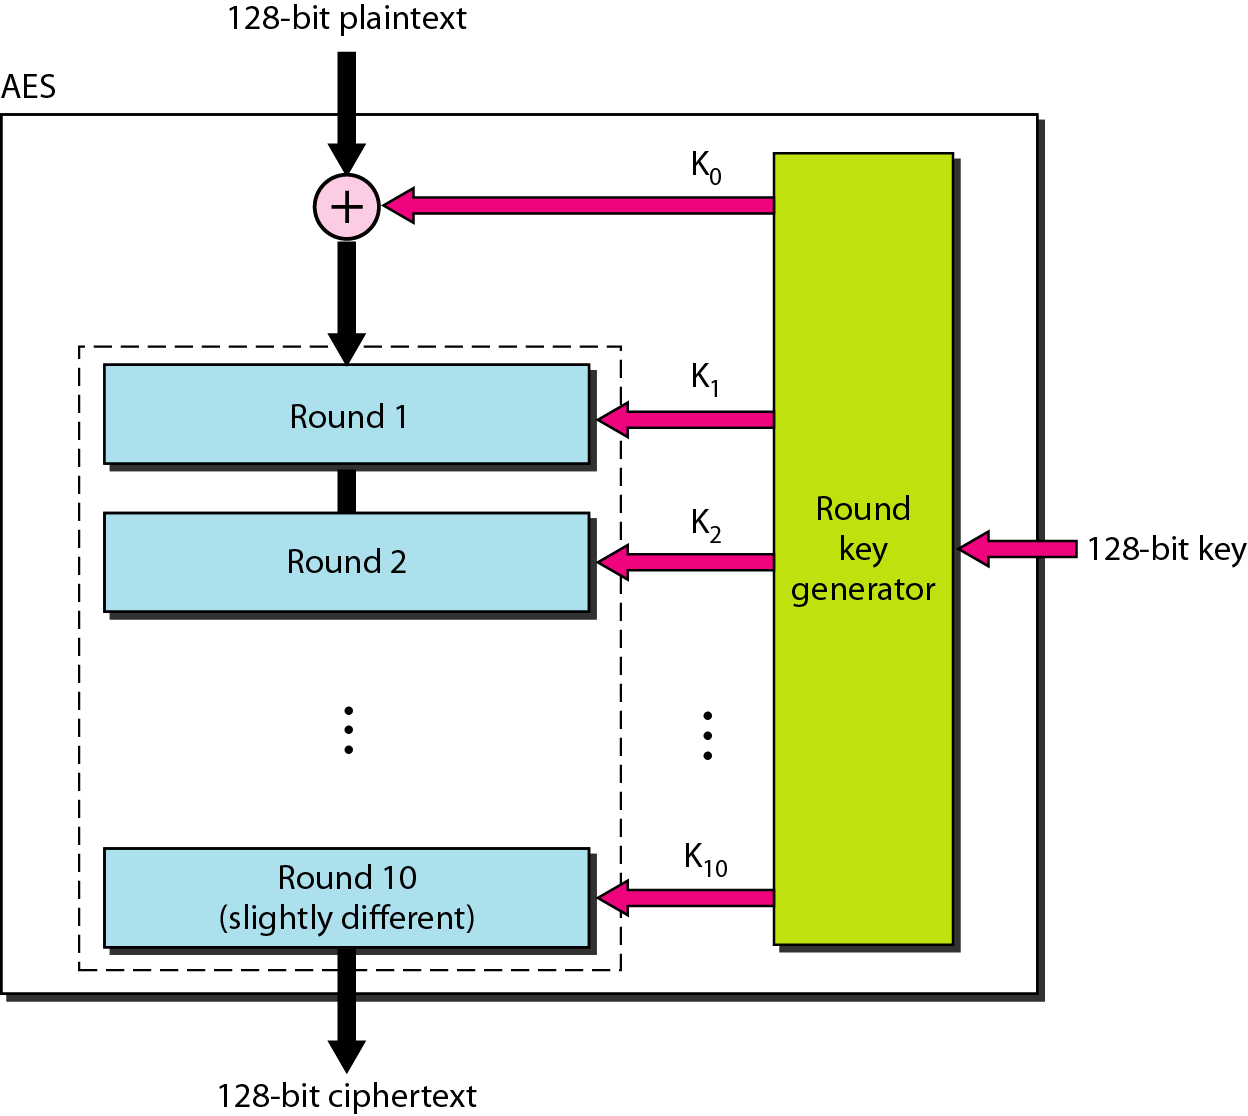 128-bit plaintext
AES
K0
Round 1
K1
Round 2
K2
Round
key
generator
128-bit key
Round 10
(slightly different)
K10
128-bit ciphertext